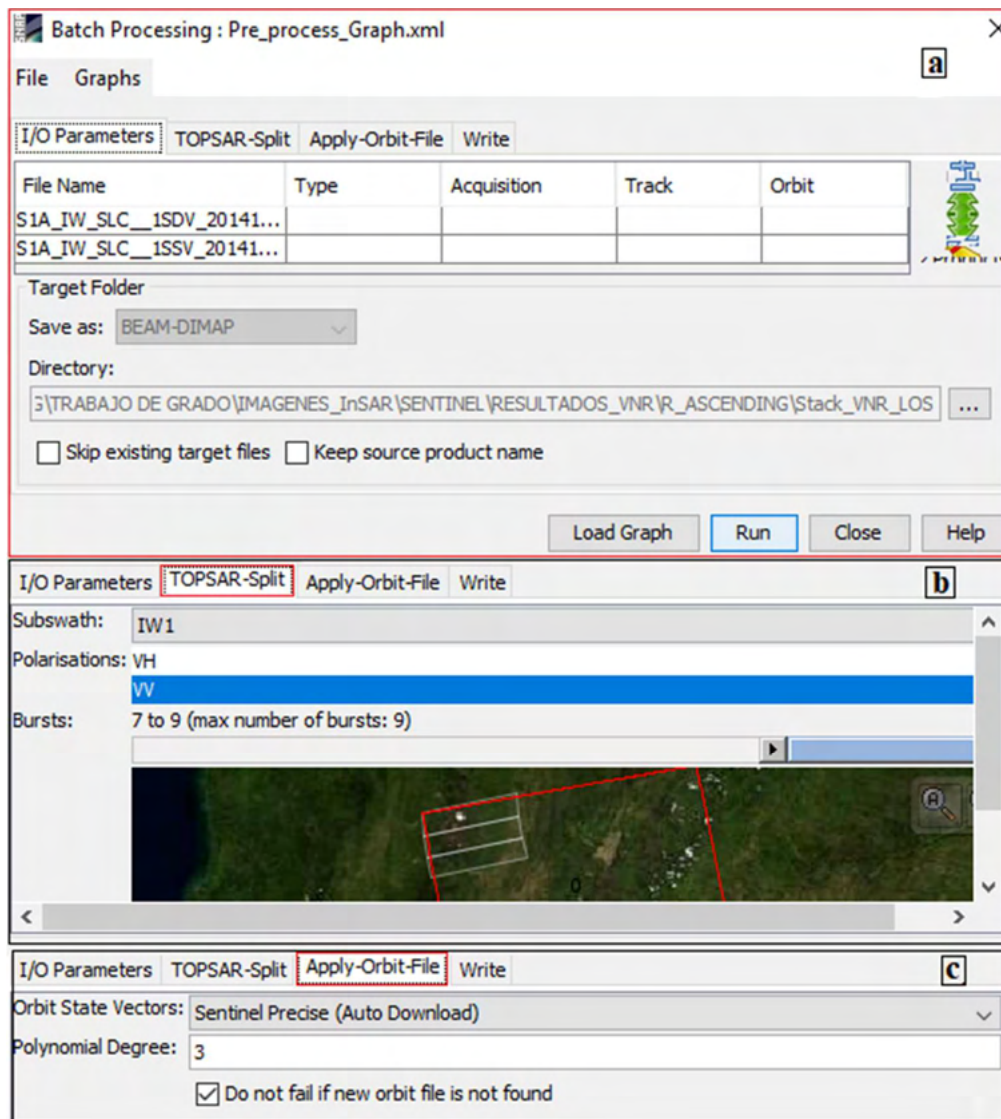 Batch Processing : Pre_process_Graph.xml
a
File Graphs
I/O Parameters TOPSAR-Split Apply-Orbit-File Write
File Name Type Acquisition Track Orbit
S1A_IW_SLC__1SDV_20141...
S1A_IW_SLC__1SSV_20141...
Target Folder
Save as: BEAM-DIMAP
Directory:
\TRABAJO DE GRADO\IMAGENES_InSAR\SENTINEL\RESULTADOS_VNR\R_ASCENDING\Stack_VNR_LOS ...
Skip existing target files Keep source product name
Load Graph Run Close Help
I/O Parameters TOPSAR-Split Apply-Orbit-File Write b
Subswath: IW1
Polarisations: VH
VV
Bursts: 7 to 9 (max number of bursts: 9)
0
I/O Parameters TOPSAR-Split Apply-Orbit-File Write c
Orbit State Vectors: Sentinel Precise (Auto Download)
Polynomial Degree: 3
Do not fail if new orbit file is not found